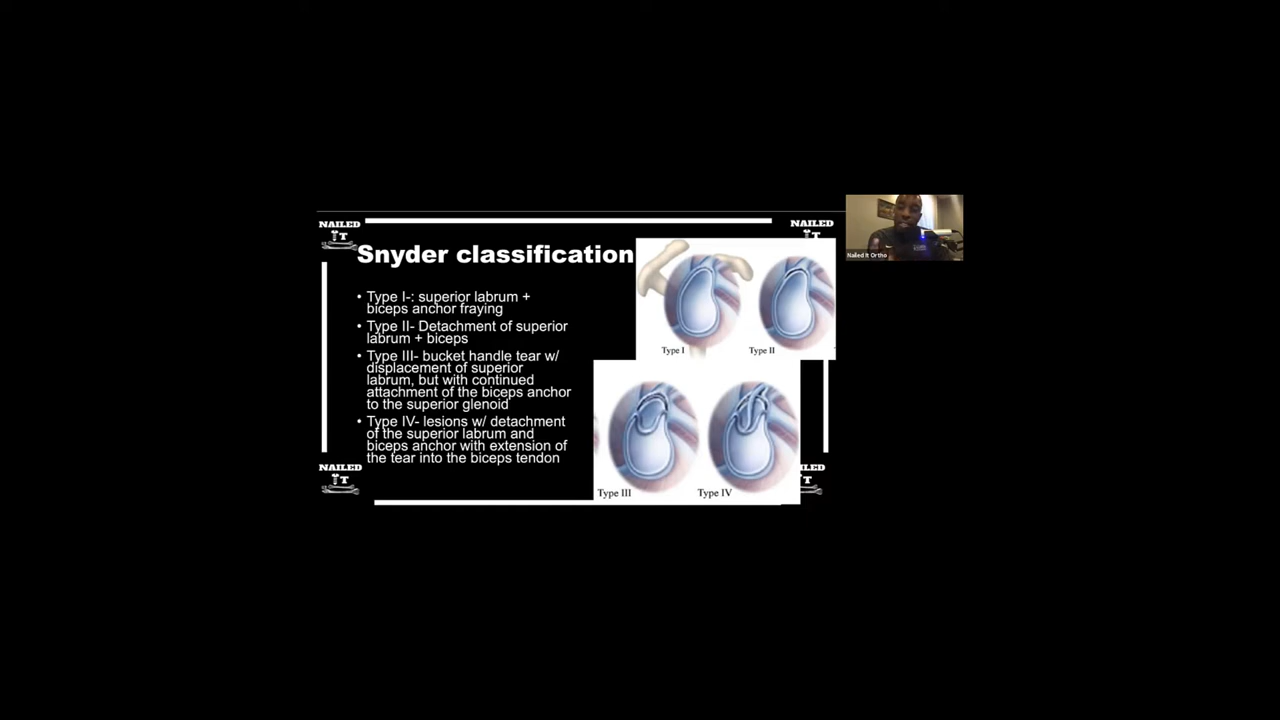 NAILED
IT
NAILED
IT
Snyder classification
• Type I-: superior labrum +
biceps anchor fraying
• Type II- Detachment of superior
labrum + biceps
• Type III- bucket handle tear w/
displacement of superior
labrum, but with continued
attachment of the biceps anchor
to the superior glenoid
• Type IV- lesions w/ detachment
of the superior labrum and
biceps anchor with extension of
the tear into the biceps tendon
Type I
Type II
Type III
Type IV
NAILED
IT
NAILED
IT
Nailed It Ortho